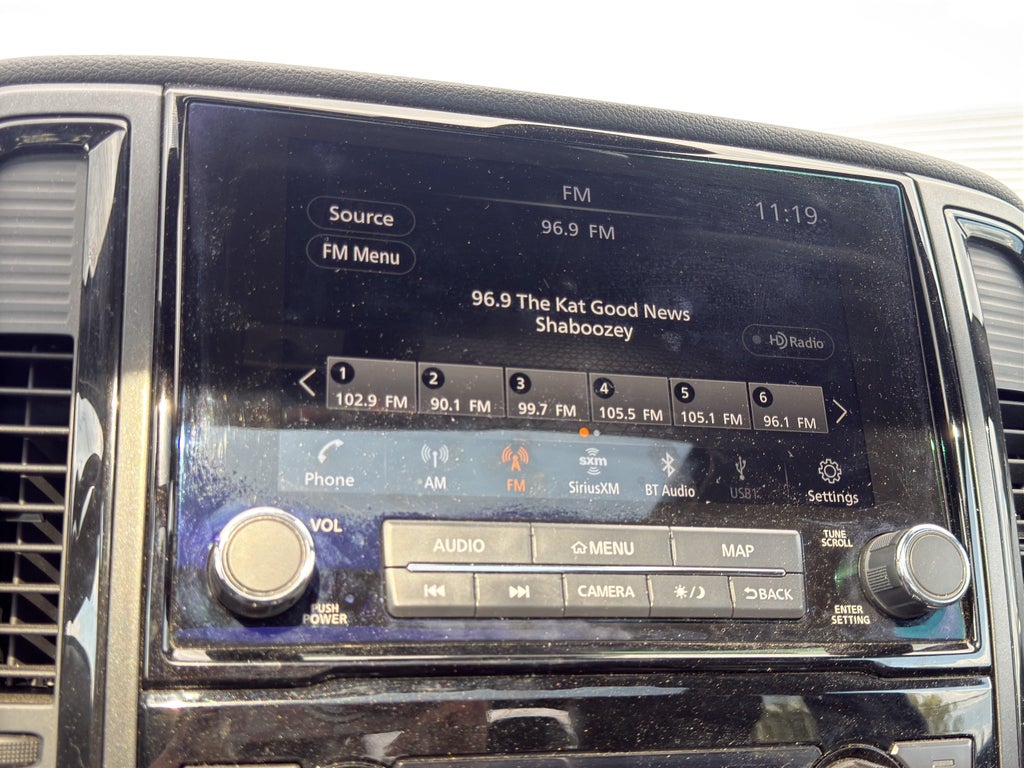 FM
11:19
Source
96.9 FM
FM Menu
96.9 The Kat Good News
Shaboozey
HD Radio
1
2
3
4
5
6
102.9 FM
90.1 FM
99.7 FM
105.5 FM
105.1 FM
96.1 FM
Phone
AM
FM
sxm
SiriusXM
BT Audio
USB1
Settings
VOL
PUSH
POWER
AUDIO
MENU
MAP
CAMERA
BACK
TUNE
SCROLL
ENTER
SETTING